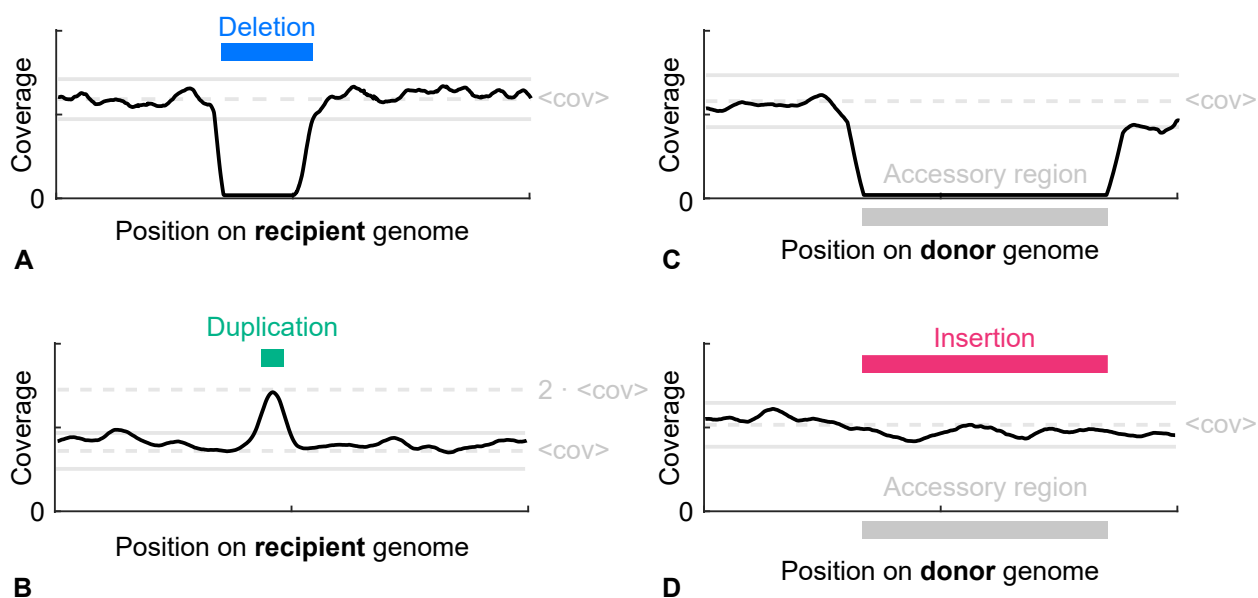 Deletion
Coverage
<cov>
0
Position on recipient genome
A
Duplication
Coverage
2 · <cov>
<cov>
0
Position on recipient genome
B
Coverage
<cov>
Accessory region
0
Position on donor genome
C
Insertion
Coverage
<cov>
Accessory region
0
Position on donor genome
D